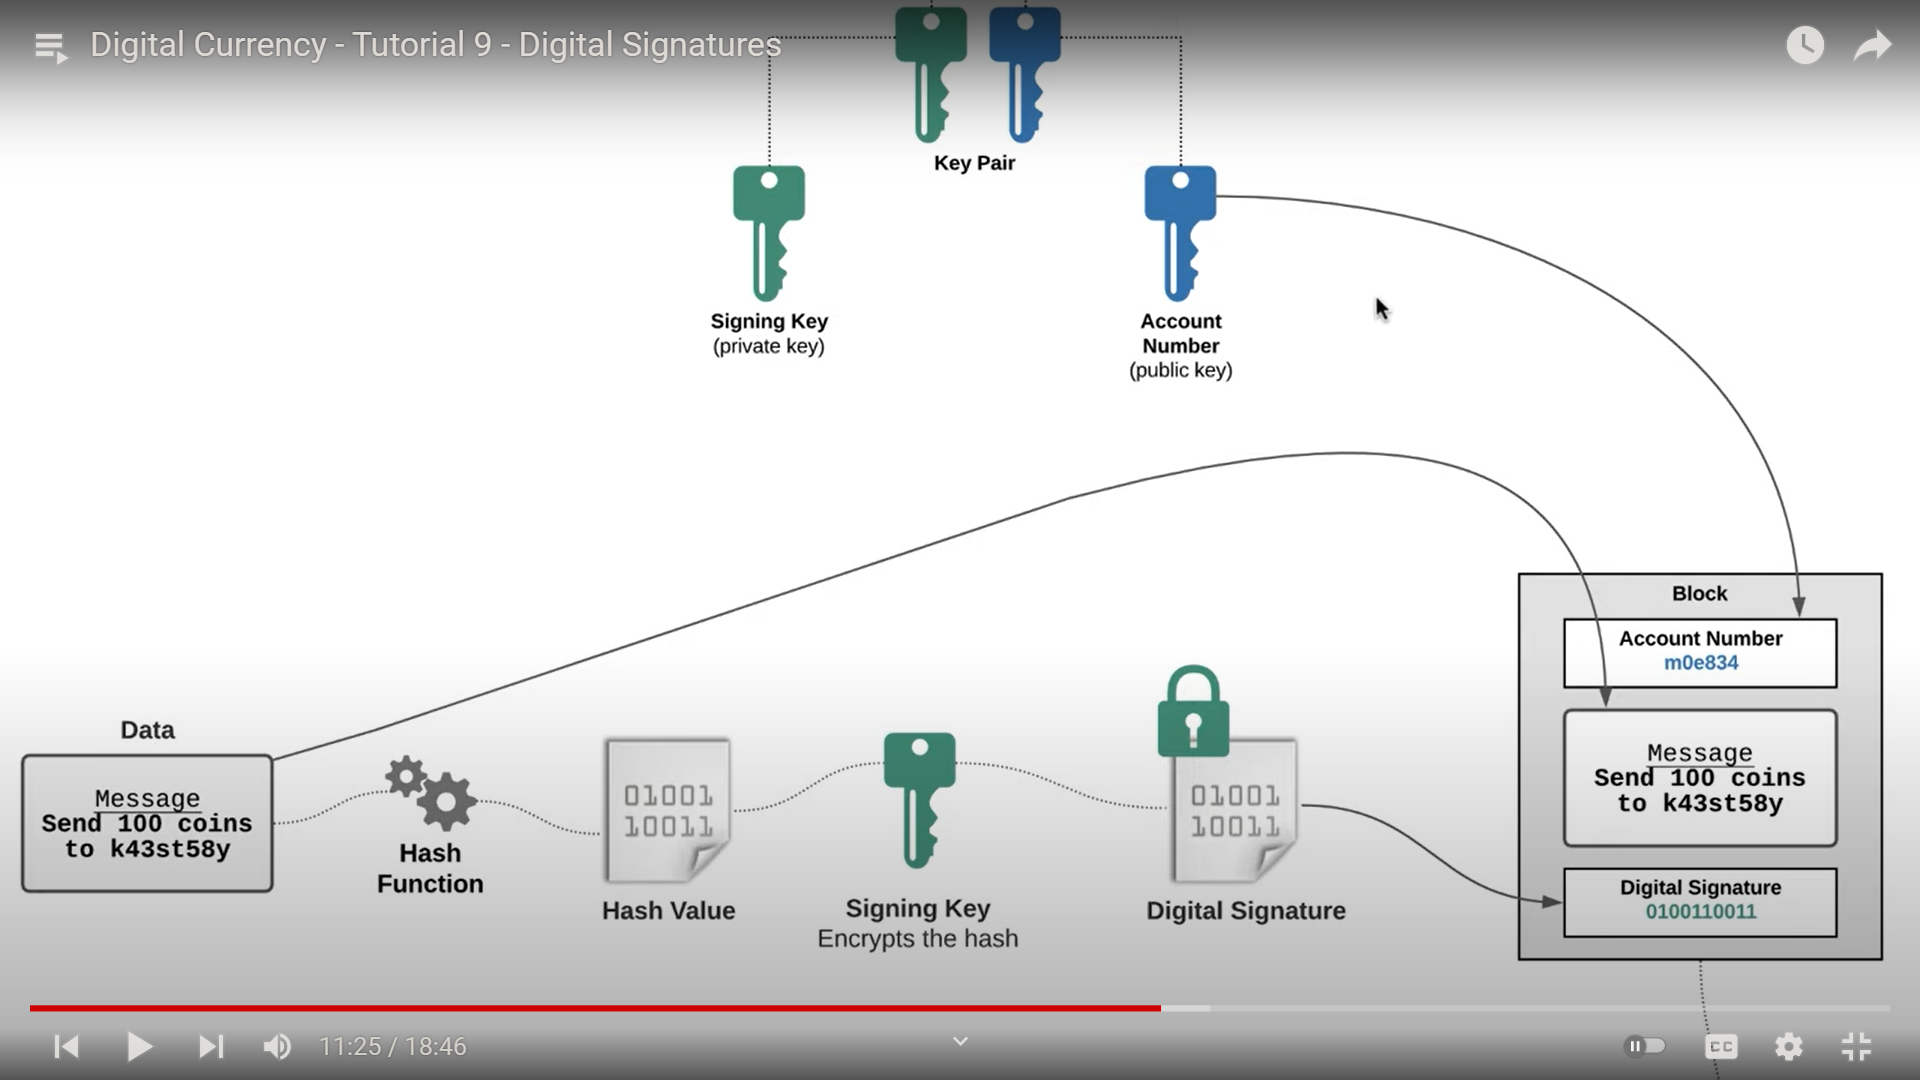 Digital Currency - Tutorial 9 - Digital Signatures
Key Pair
Signing Key
(private key)
Account
Number
(public key)
Block
Account Number
m0e834
Message
Send 100 coins
to k43st58y
Digital Signature
0100110011
Data
Message
Send 100 coins
to k43st58y
Hash
Function
01001
10011
Hash Value
Signing Key
Encrypts the hash
01001
10011
Digital Signature
11:25 / 18:46
CC